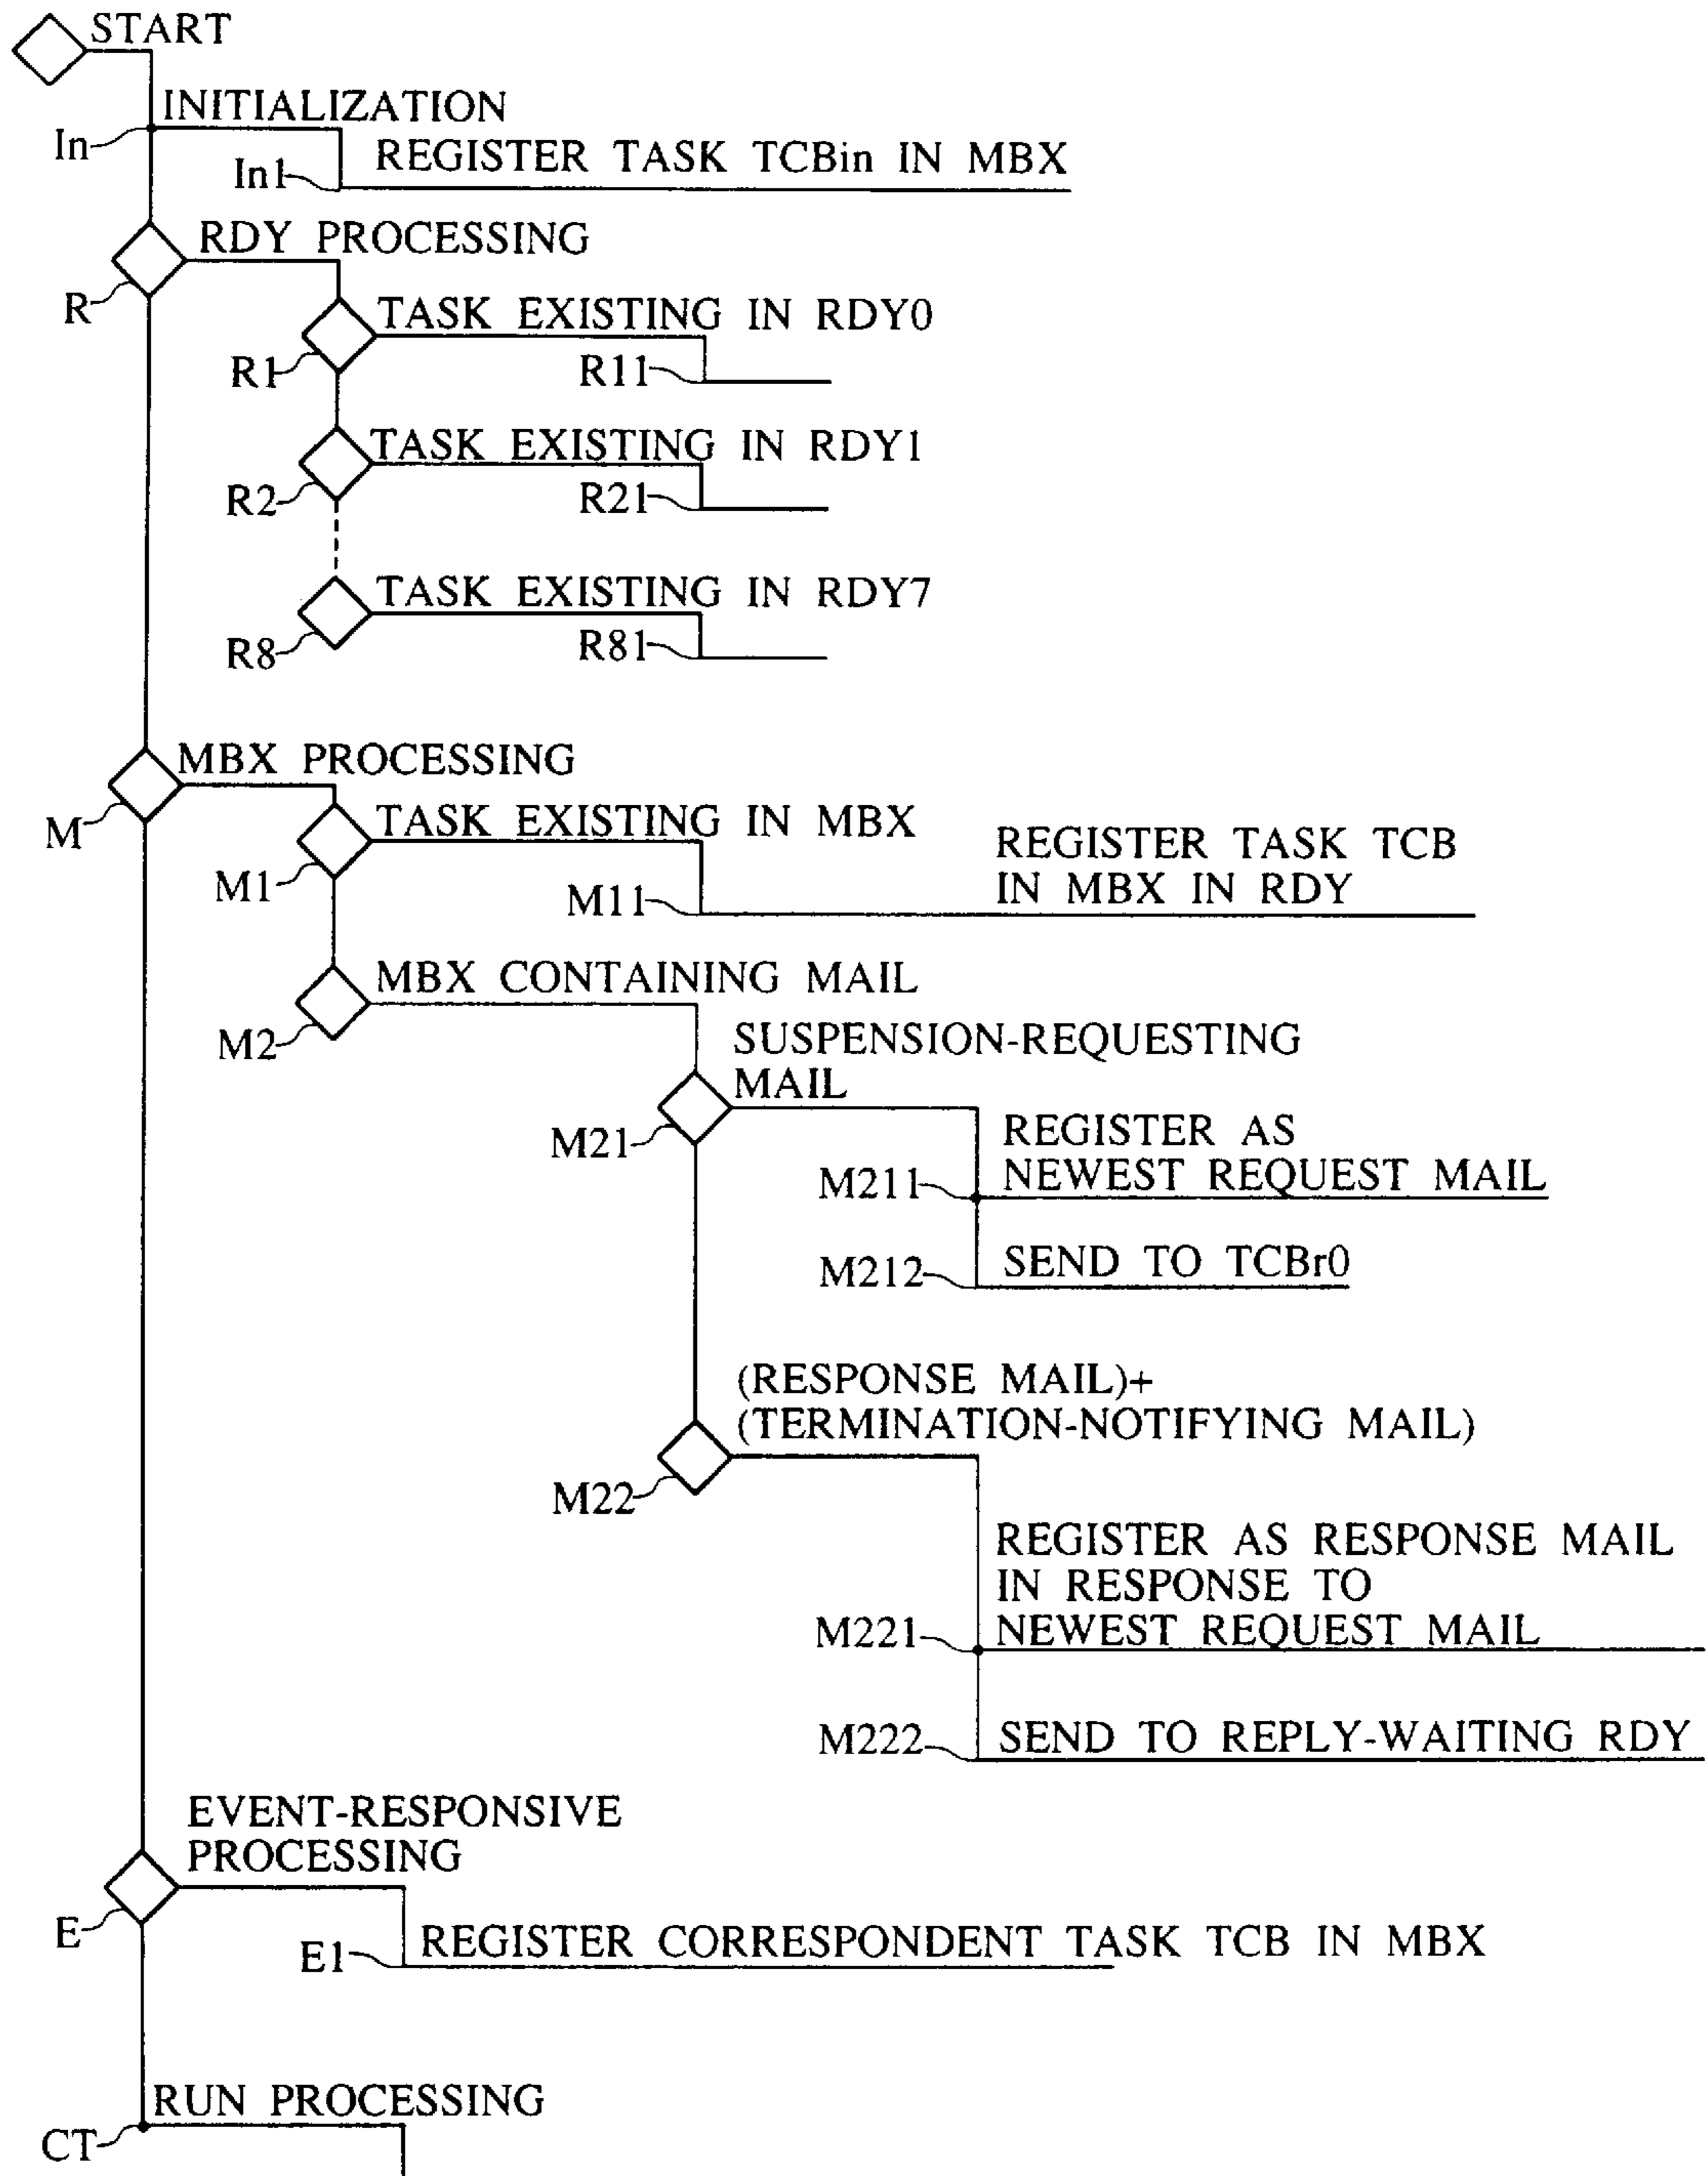 START
INITIALIZATION
In
REGISTER TASK TCBin IN MBX
In1
RDY PROCESSING
R
TASK EXISTING IN RDY0
R1
R11
TASK EXISTING IN RDY1
R2
R21
TASK EXISTING IN RDY7
R8
R81
MBX PROCESSING
M
TASK EXISTING IN MBX
M1
REGISTER TASK TCB
IN MBX IN RDY
M11
MBX CONTAINING MAIL
M2
SUSPENSION-REQUESTING
MAIL
M21
REGISTER AS
NEWEST REQUEST MAIL
M211
SEND TO TCBr0
M212
(RESPONSE MAIL)+
(TERMINATION-NOTIFYING MAIL)
M22
REGISTER AS RESPONSE MAIL
IN RESPONSE TO
NEWEST REQUEST MAIL
M221
SEND TO REPLY-WAITING RDY
M222
EVENT-RESPONSIVE
PROCESSING
E
REGISTER CORRESPONDENT TASK TCB IN MBX
E1
RUN PROCESSING
CT